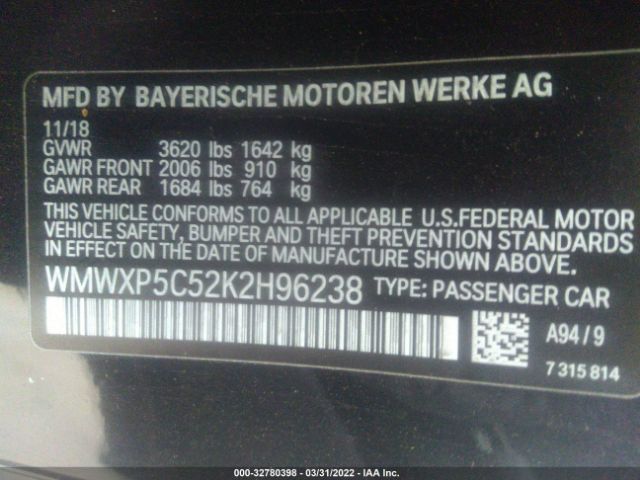 MFD BY BAYERISCHE MOTOREN WERKE AG
11/18
GVWR 3620 lbs 1642 kg
GAWR FRONT 2006 lbs 910 kg
GAWR REAR 1684 lbs 764 kg
THIS VEHICLE CONFORMS TO ALL APPLICABLE U.S.FEDERAL MOTOR
VEHICLE SAFETY, BUMPER AND THEFT PREVENTION STANDARDS
IN EFFECT ON THE DATE OF MANUFACTURE SHOWN ABOVE.
WMWXP5C52K2H96238 TYPE: PASSENGER CAR
A94/9
7 315 814
000-32780398 - 03/31/2022 - IAA Inc.